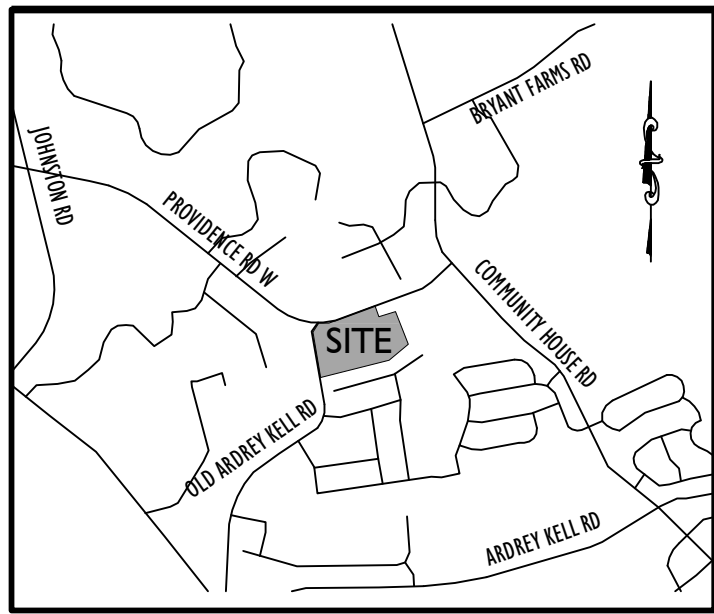 BRYANT FARMS RD
JOHNSTON RD
PROVIDENCE RD W
COMMUNITY HOUSE RD
SITE
OLD ARDREY KELL RD
ARDREY KELL RD